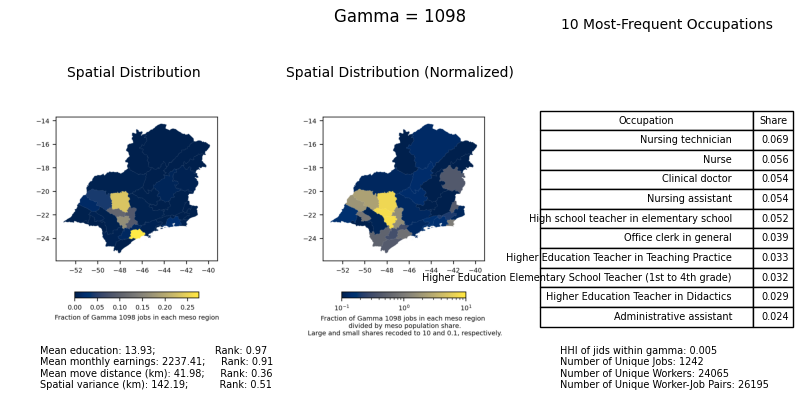 Gamma = 1098
10 Most-Frequent Occupations
Spatial Distribution
Spatial Distribution (Normalized)
−14
−16
−18
−20
−22
−24
−52 −50 −48 −46 −44 −42 −40
0.00 0.05 0.10 0.15 0.20 0.25
Fraction of Gamma 1098 jobs in each meso region
−14
−16
−18
−20
−22
−24
−52 −50 −48 −46 −44 −42 −40
10⁻¹ 10⁰ 10¹
Fraction of Gamma 1098 jobs in each meso region
divided by meso population share.
Large and small shares recoded to 10 and 0.1, respectively.
Occupation Share
Nursing technician 0.069
Nurse 0.056
Clinical doctor 0.054
Nursing assistant 0.054
High school teacher in elementary school 0.052
Office clerk in general 0.039
Higher Education Teacher in Teaching Practice 0.033
Higher Education Elementary School Teacher (1st to 4th grade) 0.032
Higher Education Teacher in Didactics 0.029
Administrative assistant 0.024
Mean education: 13.93; Rank: 0.97
Mean monthly earnings: 2237.41; Rank: 0.91
Mean move distance (km): 41.98; Rank: 0.36
Spatial variance (km): 142.19; Rank: 0.51
HHI of jids within gamma: 0.005
Number of Unique Jobs: 1242
Number of Unique Workers: 24065
Number of Unique Worker-Job Pairs: 26195